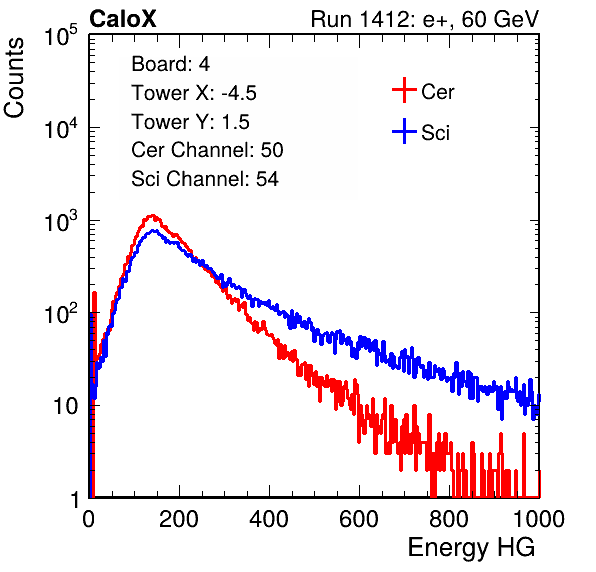 CaloX Run 1412: e+, 60 GeV
Counts
Board: 4
Tower X: -4.5
Tower Y: 1.5
Cer Channel: 50
Sci Channel: 54
Cer
Sci
10^5
10^4
10^3
10^2
10
1
0 200 400 600 800 1000
Energy HG